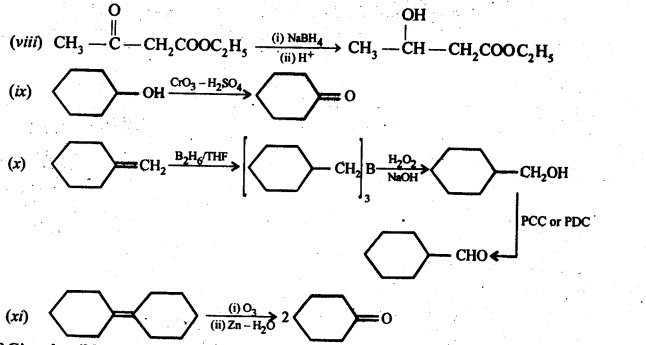 (viii) CH₃ – C(=O) – CH₂COOC₂H₅ (i) NaBH₄ (ii) H⁺ → CH₃ – CH(OH) – CH₂COOC₂H₅
(ix) OH CrO₃ – H₂SO₄ → O
(x) CH₂ B₂H₆/THF → [ CH₂ ]₃ B H₂O₂ NaOH → CH₂OH
PCC or PDC
CHO
(xi) (i) O₃ (ii) Zn – H₂O → 2 O